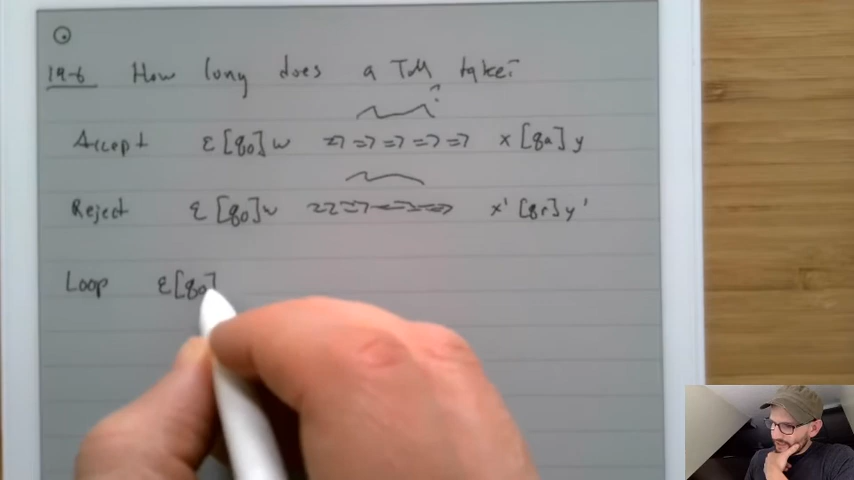 19-6 How long does a TM take?
?
Accept ε[q0]w => => => => => x[qa]y
Reject ε[q0]w => => => => => x'[qr]y'
Loop ε[q0]